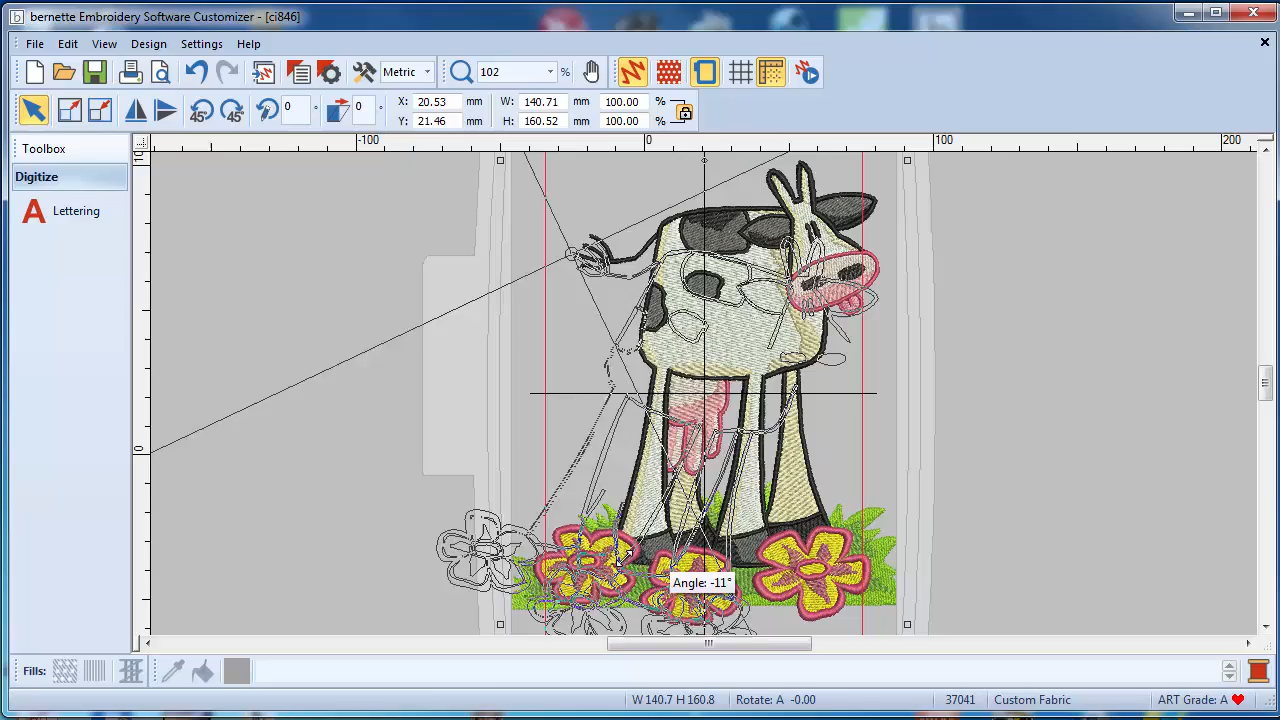 bernette Embroidery Software Customizer - [ci846]
File Edit View Design Settings Help
Metric 102 %
0 ° 0 ° X: 20.53 mm W: 140.71 mm 100.00 %
Y: 21.46 mm H: 160.52 mm 100.00 %
Toolbox
Digitize
A Lettering
-100 0 100 200
0
Angle: -11°
Fills:
W 140.7 H 160.8 Rotate: A -0.00 37041 Custom Fabric ART Grade: A